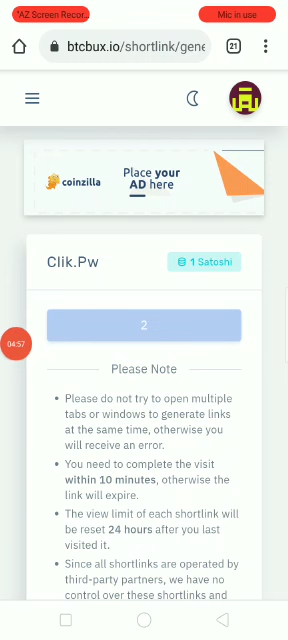 "AZ Screen Recor...
Mic in use
btcbux.io/shortlink/gene
21
coinzilla
Place your
AD here
Clik.Pw
1 Satoshi
2
04:57
Please Note
• Please do not try to open multiple
tabs or windows to generate links
at the same time, otherwise you
will receive an error.
• You need to complete the visit
within 10 minutes, otherwise the
link will expire.
• The view limit of each shortlink will
be reset 24 hours after you last
visited it.
• Since all shortlinks are operated by
third-party partners, we have no
control over these shortlinks and